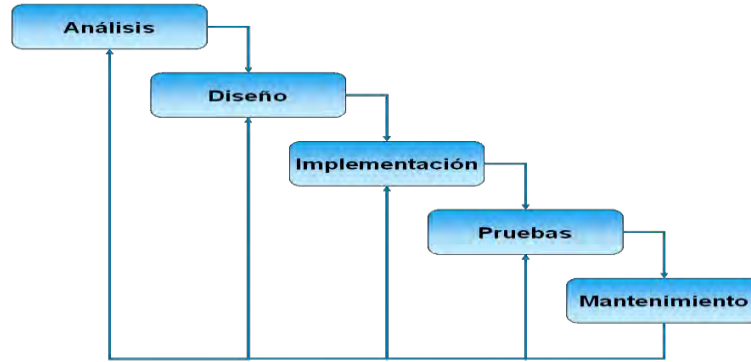 Análisis
Diseño
Implementación
Pruebas
Mantenimiento